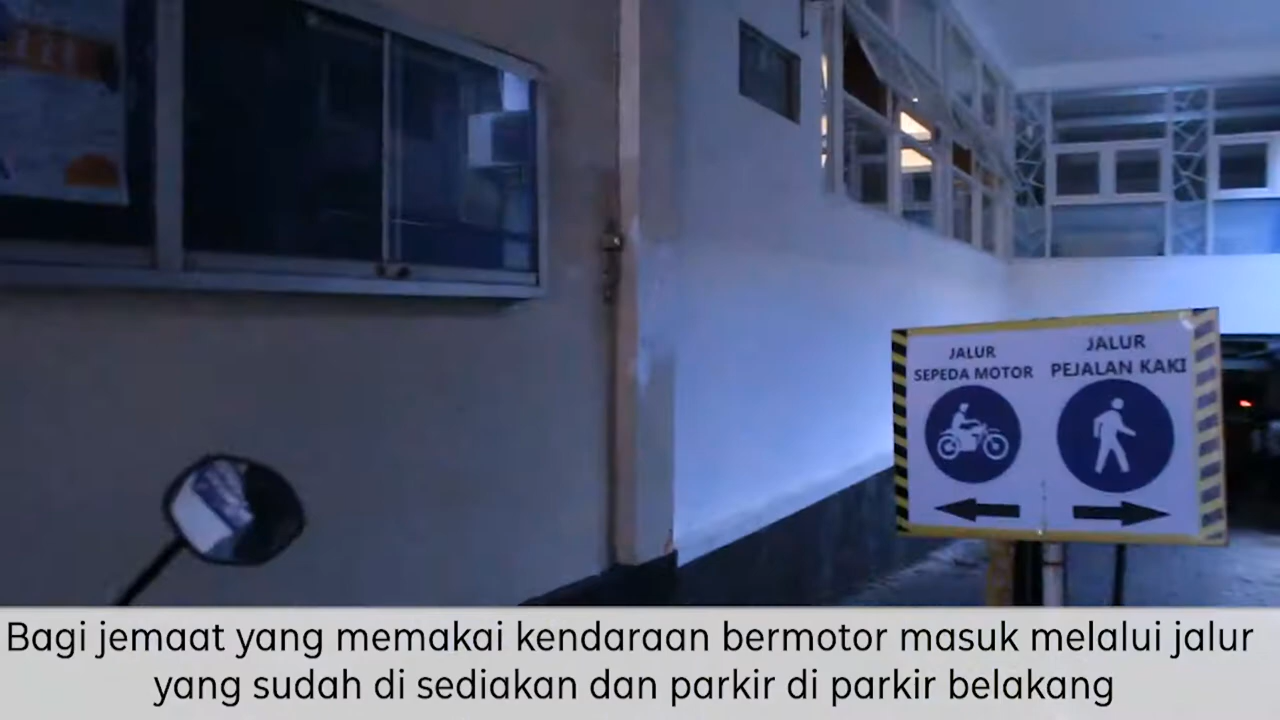 JALUR
SEPEDA MOTOR
JALUR
PEJALAN KAKI
Bagi jemaat yang memakai kendaraan bermotor masuk melalui jalur
yang sudah di sediakan dan parkir di parkir belakang